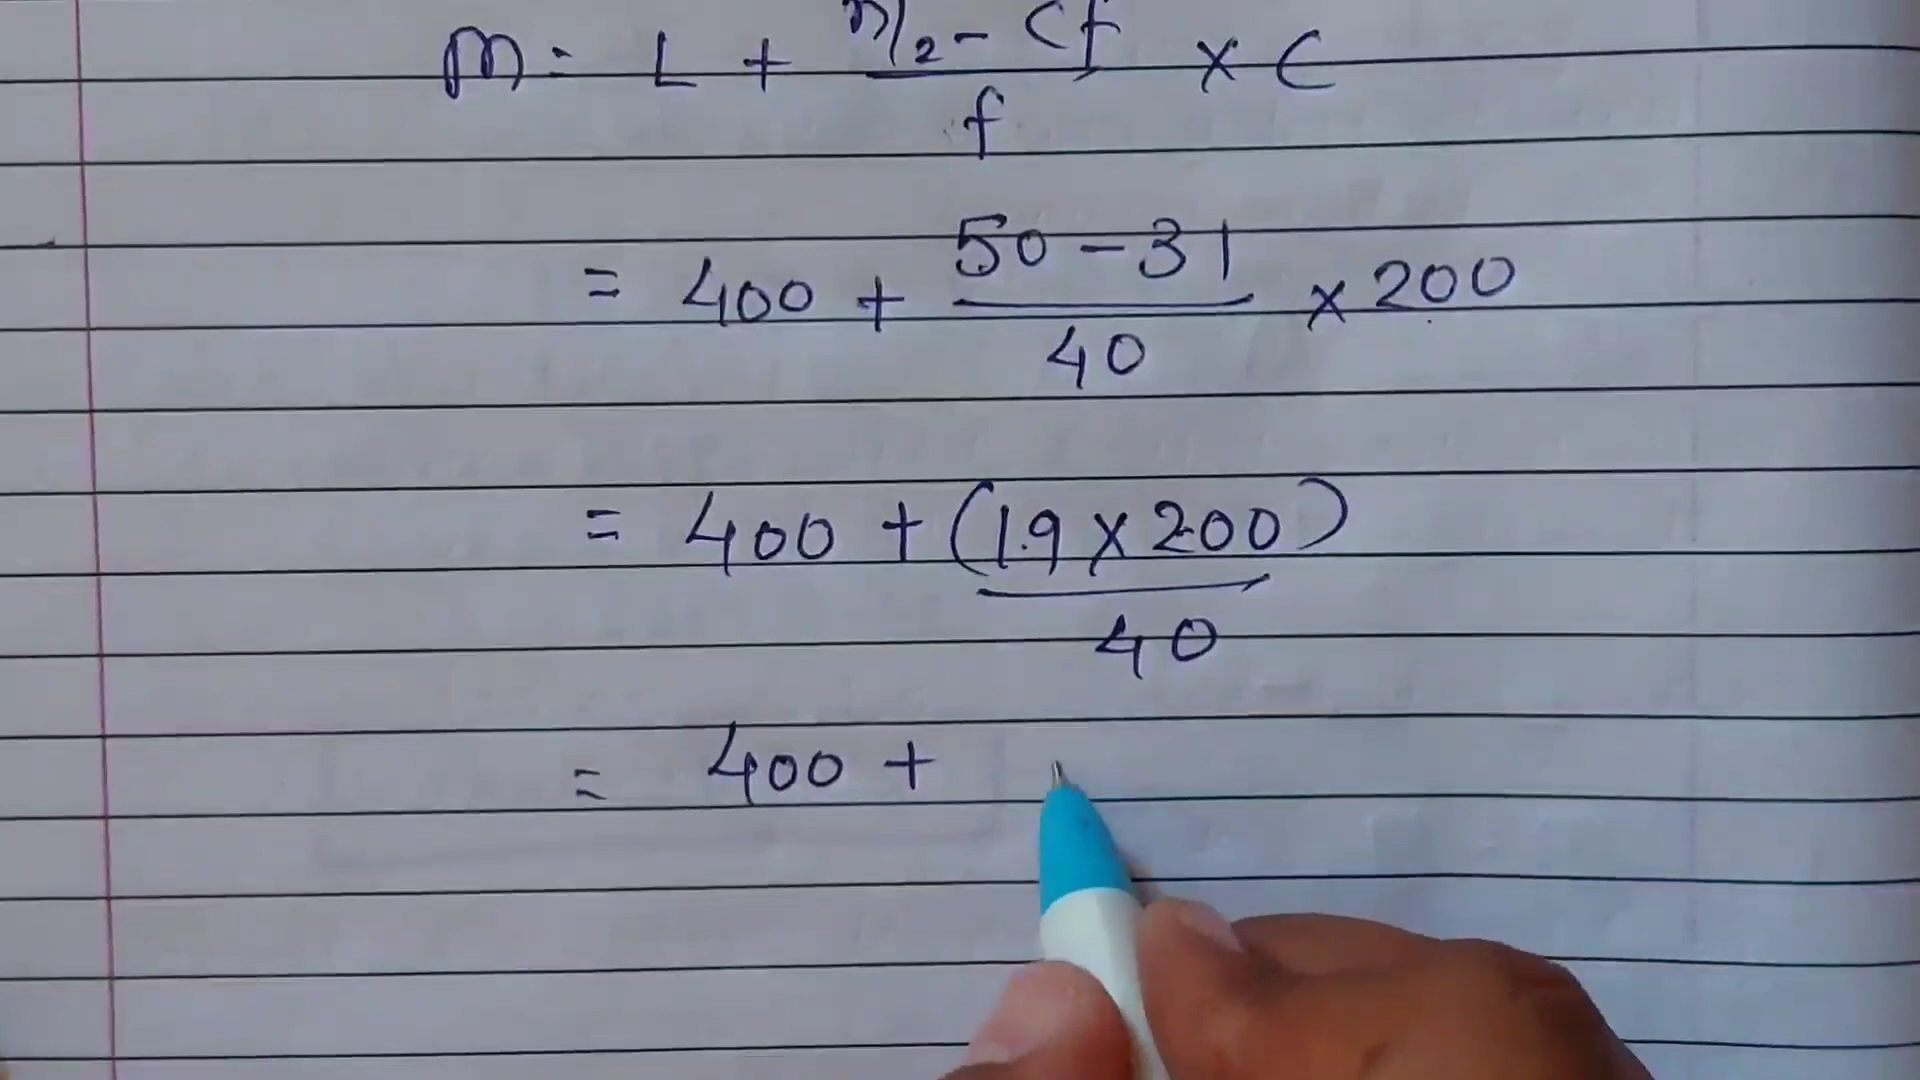 m = L + n/2 - Cf / f × C
= 400 + 50 - 31 / 40 × 200
= 400 + (19 × 200) / 40
= 400 +